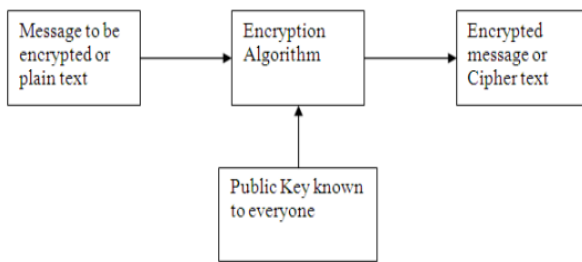 Message to be
encrypted or
plain text
Encryption
Algorithm
Encrypted
message or
Cipher text
Public Key known
to everyone